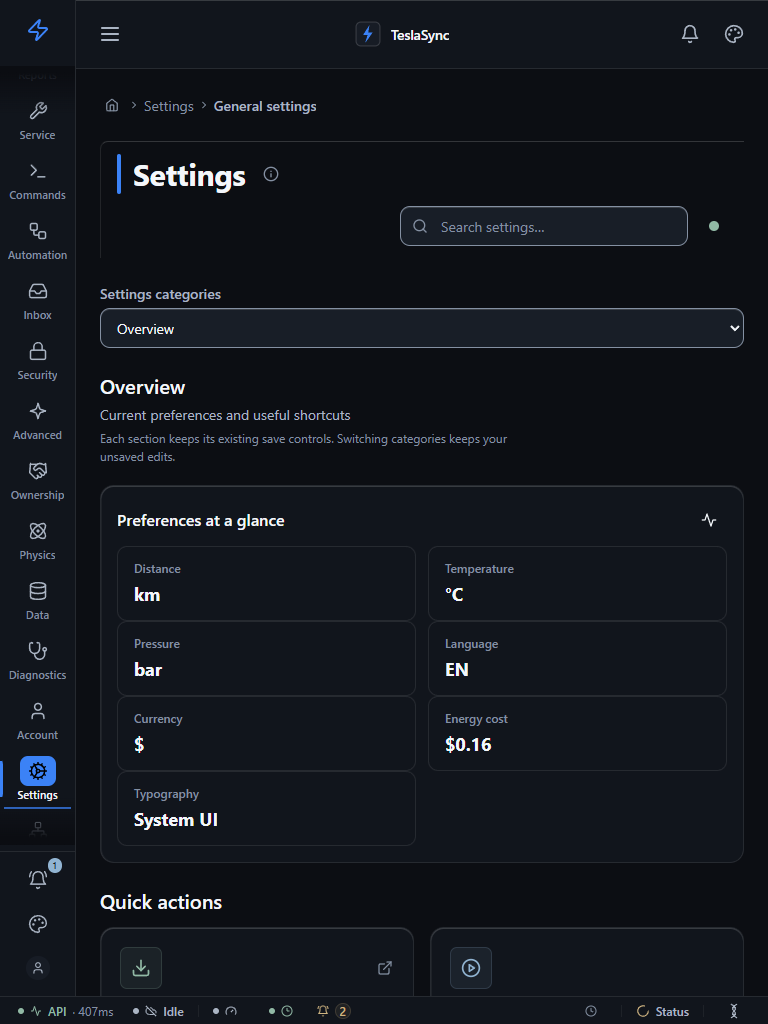 TeslaSync
Reports
Service
Commands
Automation
Inbox
Security
Advanced
Ownership
Physics
Data
Diagnostics
Account
Settings
1
Settings
General settings
Settings
Search settings...
Settings categories
Overview
Overview
Current preferences and useful shortcuts
Each section keeps its existing save controls. Switching categories keeps your
unsaved edits.
Preferences at a glance
Distance
km
Temperature
°C
Pressure
bar
Language
EN
Currency
$
Energy cost
$0.16
Typography
System UI
Quick actions
API · 407ms
Idle
2
Status